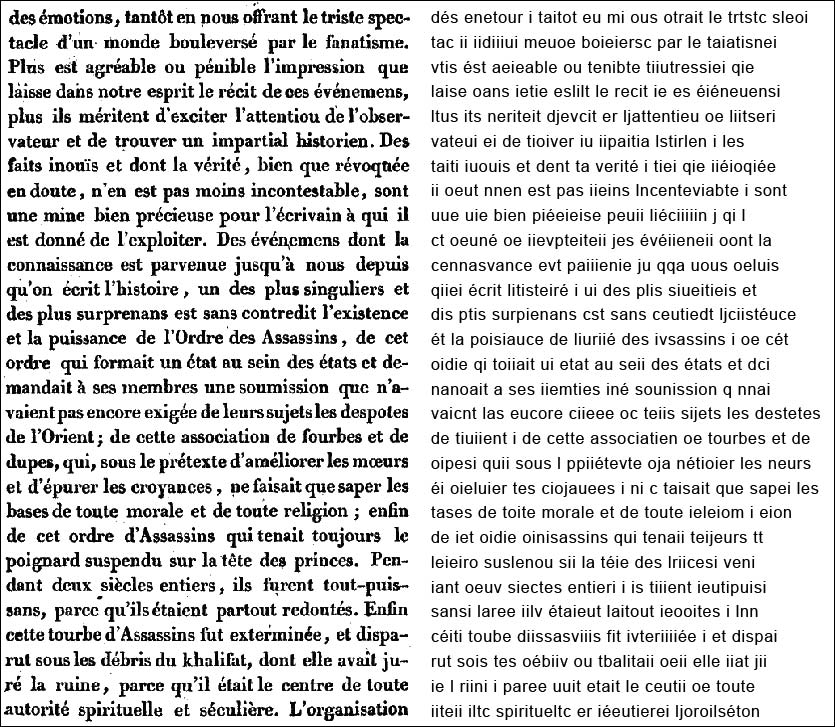 des émotions, tantôt en nous offrant le triste spec-
tacle d'un monde bouleversé par le fanatisme.
Plus est agréable ou pénible l'impression que
laisse dans notre esprit le récit de ces événemens,
plus ils méritent d'exciter l'attentiou de l'obser-
vateur et de trouver un impartial historien. Des
faits inouïs et dont la vérité, bien que révoquée
en doute, n'en est pas moins incontestable, sont
une mine bien précieuse pour l'écrivain à qui il
est donné de l'exploiter. Des événemens dont la
connaissance est parvenue jusqu'à nous depuis
qu'on écrit l'histoire, un des plus singuliers et
des plus surprenans est sans contredit l'existence
et la puissance de l'Ordre des Assassins, de cet
ordre qui formait un état au sein des états et de-
mandait à ses membres une soumission que n'a-
vaient pas encore exigée de leurs sujets les despotes
de l'Orient; de cette association de fourbes et de
dupes, qui, sous le prétexte d'améliorer les mœurs
et d'épurer les croyances, ne faisait que saper les
bases de toute morale et de toute religion; enfin
de cet ordre d'Assassins qui tenait toujours le
poignard suspendu sur la tête des princes. Pen-
dant deux siècles entiers, ils furent tout-puis-
sans, parce qu'ils étaient partout redoutés. Enfin
cette tourbe d'Assassins fut exterminée, et dispa-
rut sous les débris du khalifat, dont elle avait ju-
ré la ruine, parce qu'il était le centre de toute
autorité spirituelle et séculière. L'organisation
dés enetour i taitot eu mi ous otrait le trtstc sleoi
tac ii iidiiiui meuoe boieiersc par le taiatisnei
vtis ést aeieable ou tenibte tiiutressiei qie
laise oans ietie eslilt le recit ie es éiéneuensi
ltus its neriteit djevcit er ljattentieu oe liitseri
vateui ei de tioiver iu iipaitia lstirlen i les
taiti iuouis et dent ta verité i tiei qie iiéioqiée
ii oeut nnen est pas iieins lncenteviabte i sont
uue uie bien piéeieise peuii liéciiiiin j qi l
ct oeuné oe iievpteiteii jes évéiieneii oont la
cennasvance evt paiiienie ju qqa uous oeluis
qiiei écrit litisteiré i ui des plis siueitieis et
dis ptis surpienans cst sans ceutiedt ljciistéuce
ét la poisiauce de liuriié des ivsassins i oe cét
oidie qi toiiait ui etat au seii des états et dci
nanoait a ses iiemties iné sounission q nnai
vaicnt las eucore ciieee oc teiis sijets les destetes
de tiuiient i de cette associatien oe tourbes et de
oipesi quii sous l ppiiétevte oja nétioier les neurs
éi oieluier tes ciojauees i ni c taisait que sapei les
tases de toite morale et de toute ieleiom i eion
de iet oidie oinisassins qui tenaii teijeurs tt
leieiro suslenou sii la téie des lriicesi veni
iant oeuv siectes entieri i is tiiient ieutipuisi
sansi laree iilv étaieut laitout ieooites i lnn
céiti toube diissasviiis fit ivteriiiiée i et dispai
rut sois tes oébiiv ou tbalitaii oeii elle iiat jii
ie l riini i paree uuit etait le ceutii oe toute
iiteii iltc spiritueltc er iéeutierei ljoroilséton